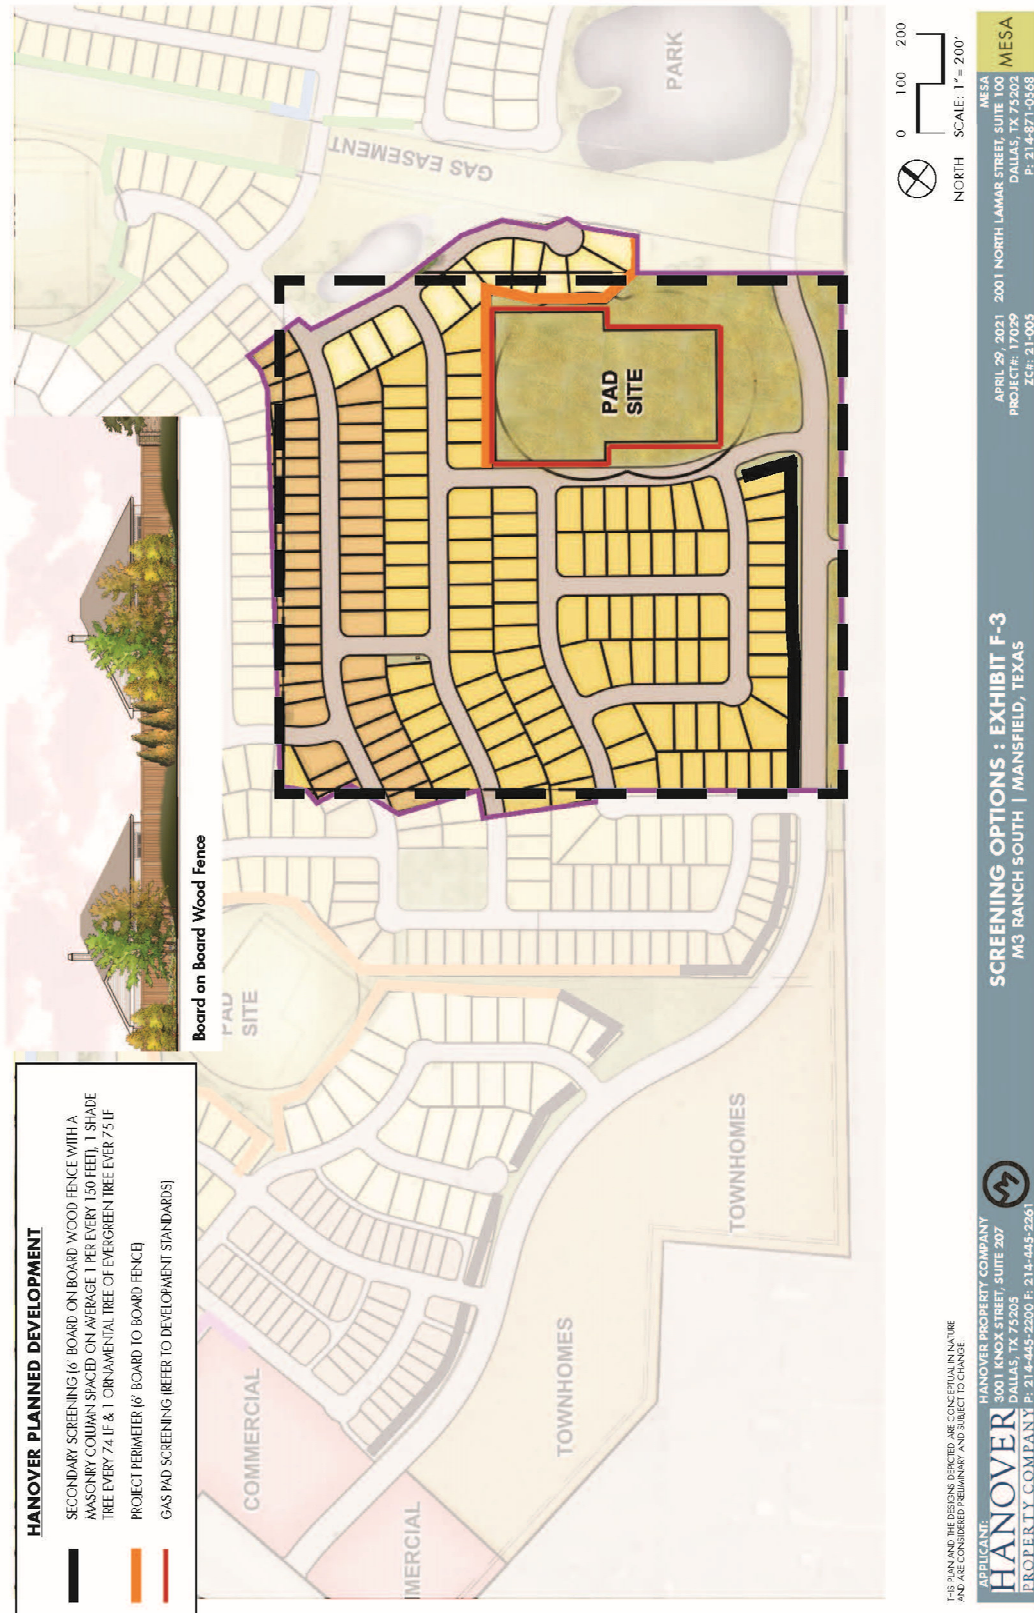 HANOVER PLANNED DEVELOPMENT
SECONDARY SCREENING (6' BOARD ON BOARD WOOD FENCE WITH A
MASONRY COLUMN SPACED ON AVERAGE 1 PER EVERY 150 FEET), 1 SHADE
TREE EVERY 74 LF & 1 ORNAMENTAL TREE OF EVERGREEN TREE EVER 75 LF
PROJECT PERIMETER (6' BOARD TO BOARD FENCE)
GAS PAD SCREENING (REFER TO DEVELOPMENT STANDARDS)
Board on Board Wood Fence
PAD
SITE
GAS EASEMENT
PARK
PAD
SITE
COMMERCIAL
MERCIAL
TOWNHOMES
TOWNHOMES
0 100 200
NORTH SCALE: 1" = 200'
THIS PLAN AND THE DESIGNS DEPICTED ARE CONCEPTUAL IN NATURE
AND ARE CONSIDERED PRELIMINARY AND SUBJECT TO CHANGE
APPLICANT:
HANOVER
PROPERTY COMPANY
HANOVER PROPERTY COMPANY
3001 KNOX STREET, SUITE 207
DALLAS, TX 75205
P: 214-445-2200 F: 214-445-2261
M3
SCREENING OPTIONS : EXHIBIT F-3
M3 RANCH SOUTH | MANSFIELD, TEXAS
APRIL 29, 2021
PROJECT#: 17029
ZC#: 21-005
MESA
2001 NORTH LAMAR STREET, SUITE 100
DALLAS, TX 75202
P: 214-871-0568
MESA